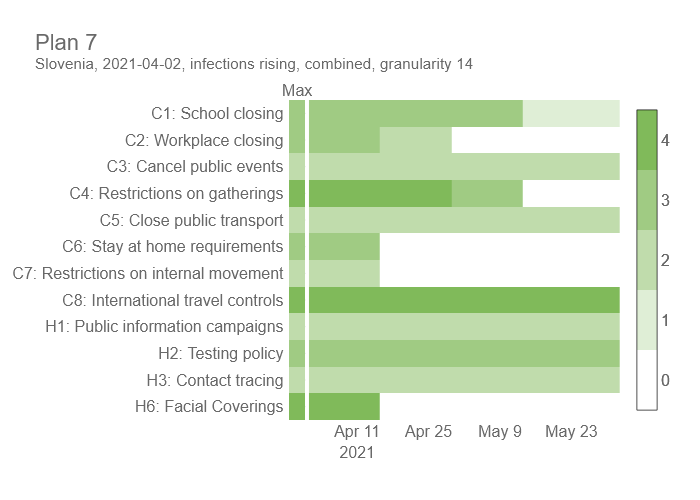 Plan 7
Slovenia, 2021-04-02, infections rising, combined, granularity 14
Max
C1: School closing
C2: Workplace closing
C3: Cancel public events
C4: Restrictions on gatherings
C5: Close public transport
C6: Stay at home requirements
C7: Restrictions on internal movement
C8: International travel controls
H1: Public information campaigns
H2: Testing policy
H3: Contact tracing
H6: Facial Coverings
Apr 11 Apr 25 May 9 May 23
2021
4
3
2
1
0